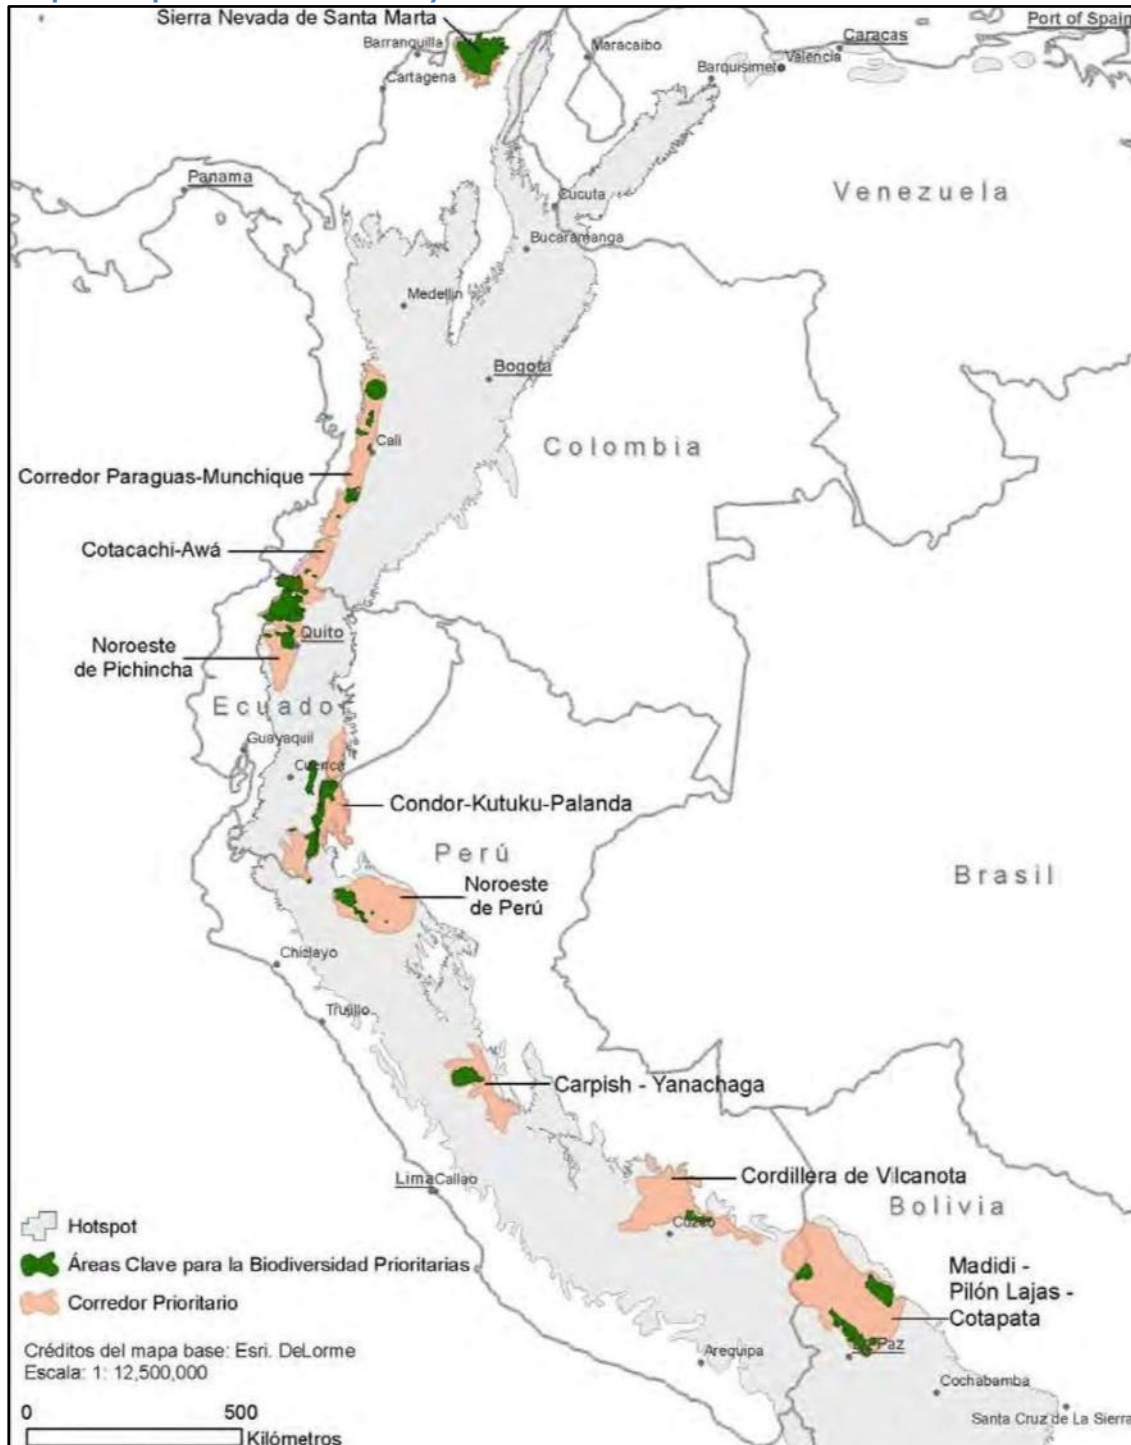 Sierra Nevada de Santa Marta
Port of Spain
Barranquilla
Maracaibo
Caracas
Valencia
Barquisimeto
Cartagena
Panama
Venezuela
Cucuta
Bucaramanga
Medellin
Bogota
Colombia
Cali
Corredor Paraguas-Munchique
Cotacachi-Awá
Quito
Noroeste
de Pichincha
Ecuador
Guayaquil
Cuenca
Condor-Kutuku-Palanda
Perú
Brasil
Noroeste
de Perú
Chiclayo
Trujillo
Carpish - Yanachaga
Cordillera de Vilcanota
Lima
Callao
Bolivia
Cuzco
Madidi -
Pilón Lajas -
Cotapata
La Paz
Arequipa
Cochabamba
Santa Cruz de La Sierra
Hotspot
Áreas Clave para la Biodiversidad Prioritarias
Corredor Prioritario
Créditos del mapa base: Esri. DeLorme
Escala: 1: 12,500,000
0 500
Kilómetros